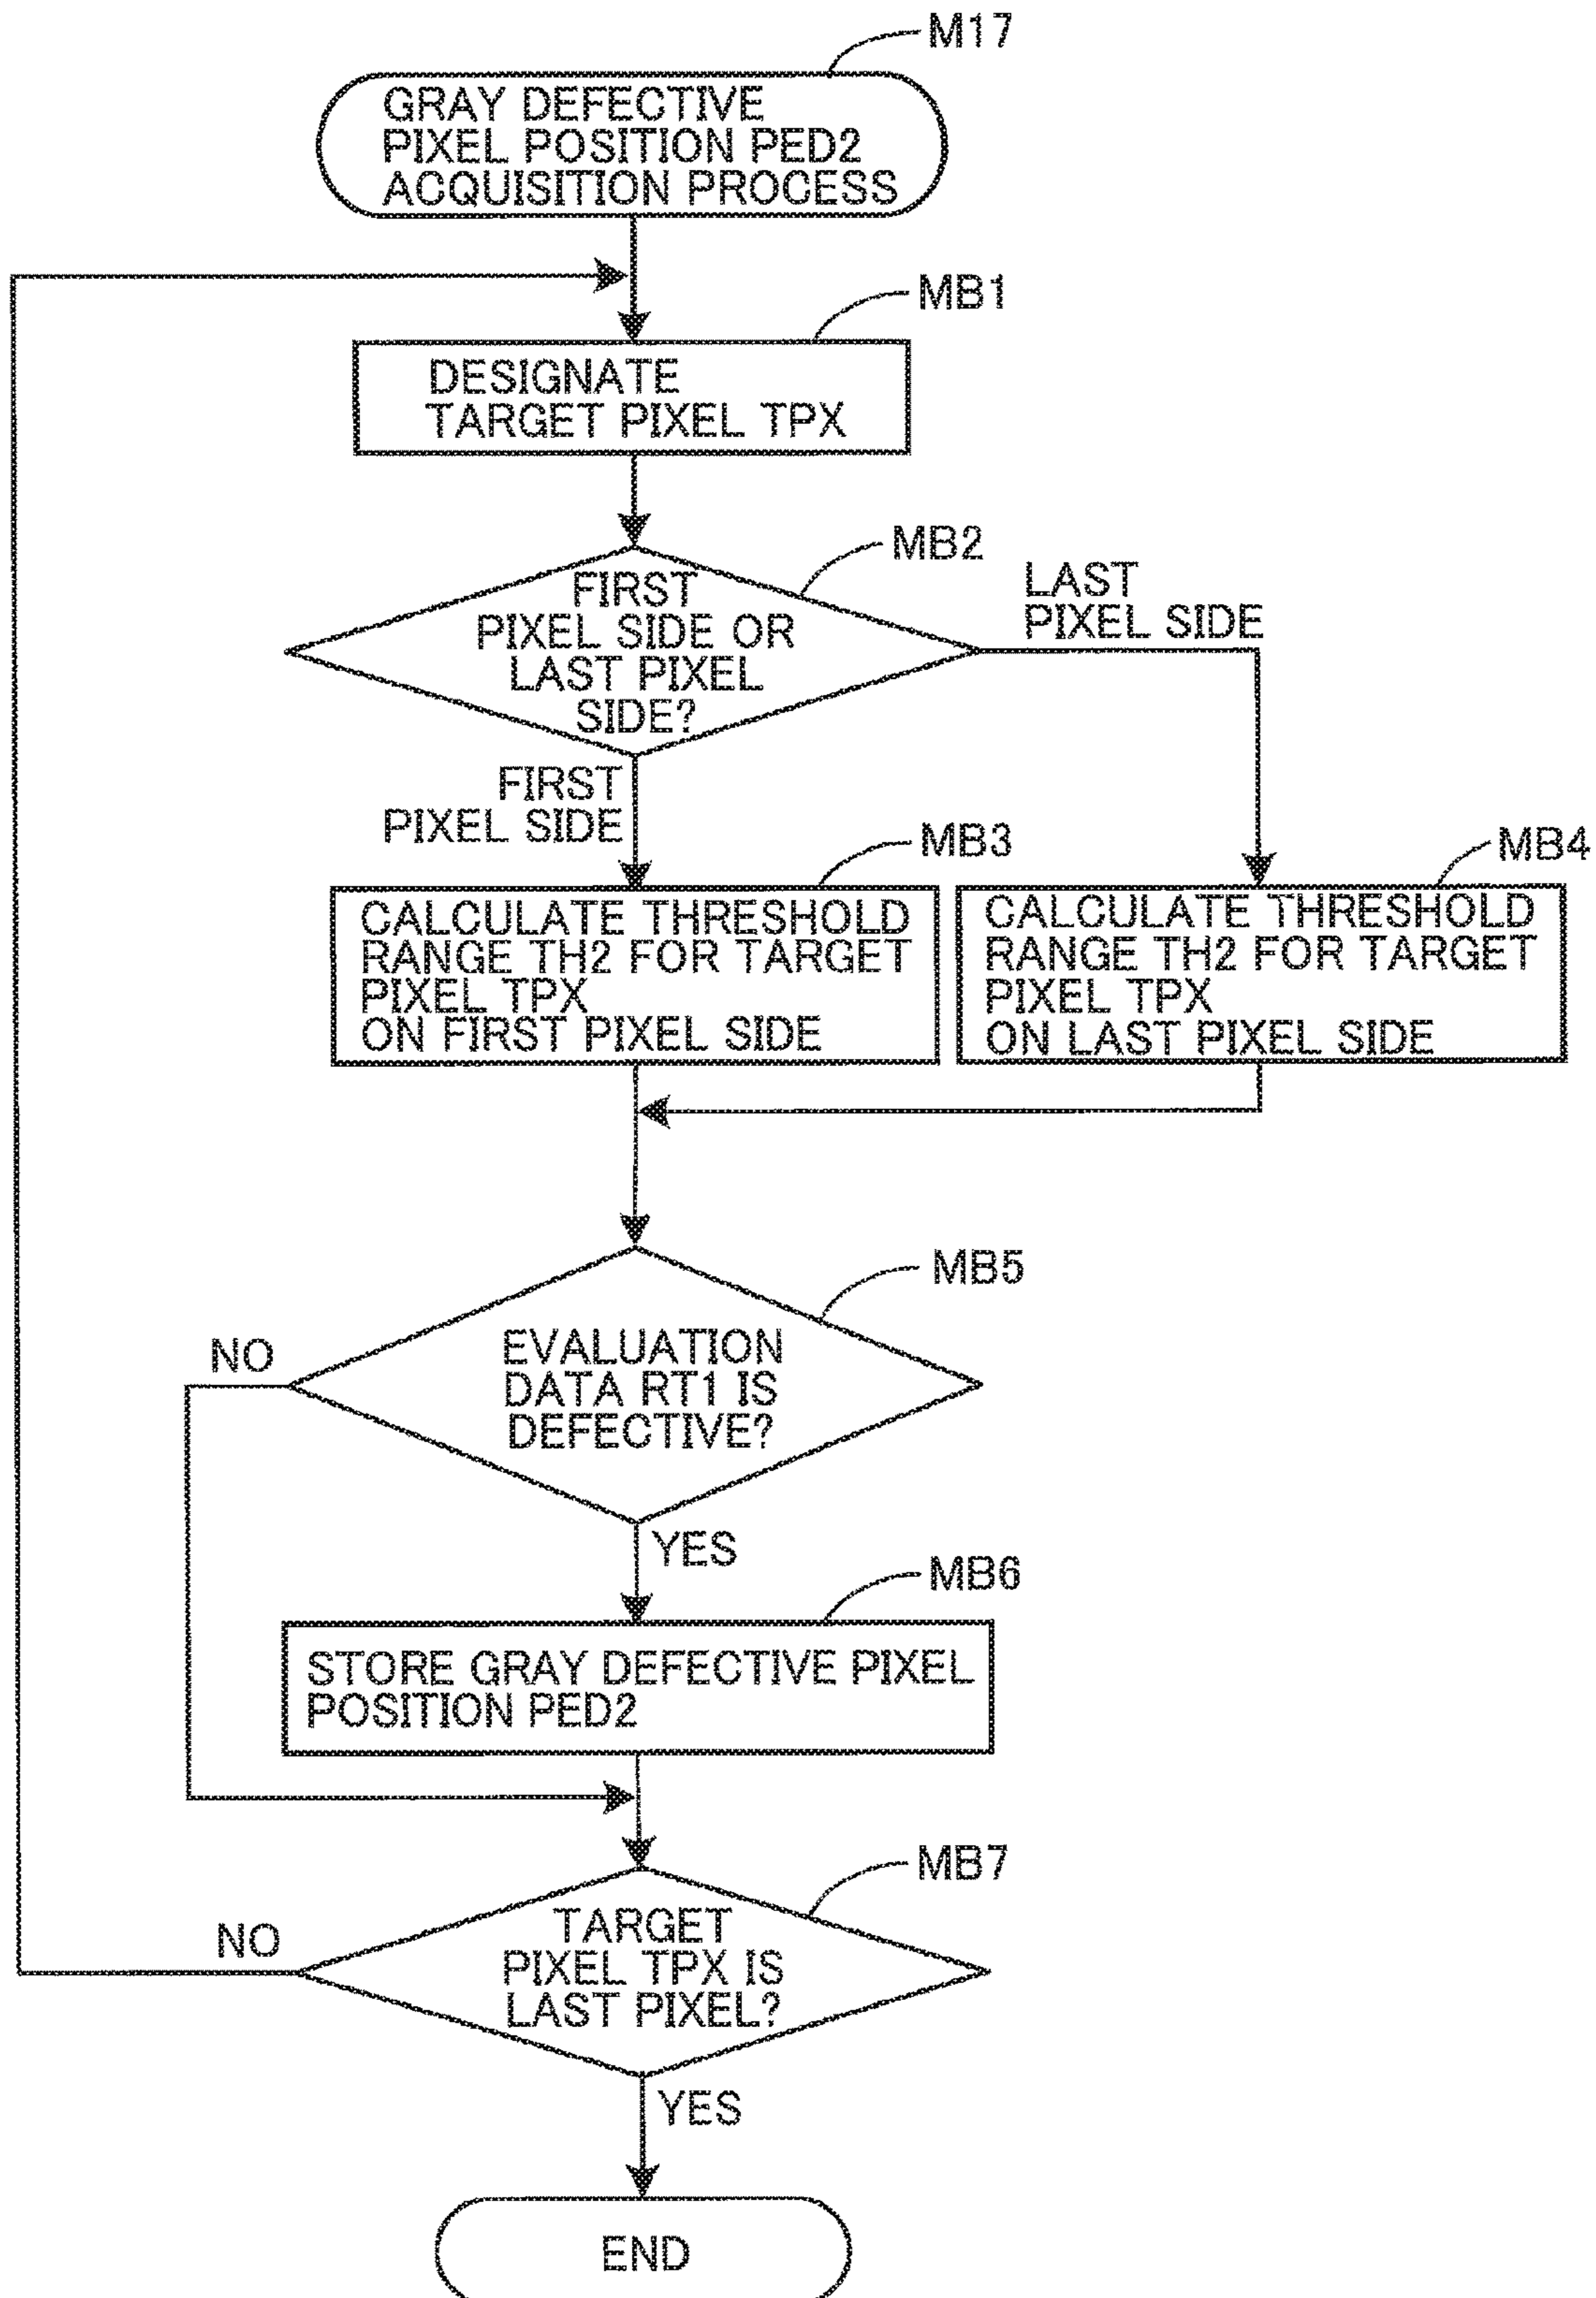 M17
GRAY DEFECTIVE
PIXEL POSITION PED2
ACQUISITION PROCESS
MB1
DESIGNATE
TARGET PIXEL TPX
MB2
FIRST
PIXEL SIDE OR
LAST PIXEL
SIDE?
LAST
PIXEL SIDE
FIRST
PIXEL SIDE
MB3
CALCULATE THRESHOLD
RANGE TH2 FOR TARGET
PIXEL TPX
ON FIRST PIXEL SIDE
MB4
CALCULATE THRESHOLD
RANGE TH2 FOR TARGET
PIXEL TPX
ON LAST PIXEL SIDE
MB5
EVALUATION
DATA RT1 IS
DEFECTIVE?
NO
YES
MB6
STORE GRAY DEFECTIVE PIXEL
POSITION PED2
MB7
TARGET
PIXEL TPX IS
LAST PIXEL?
NO
YES
END